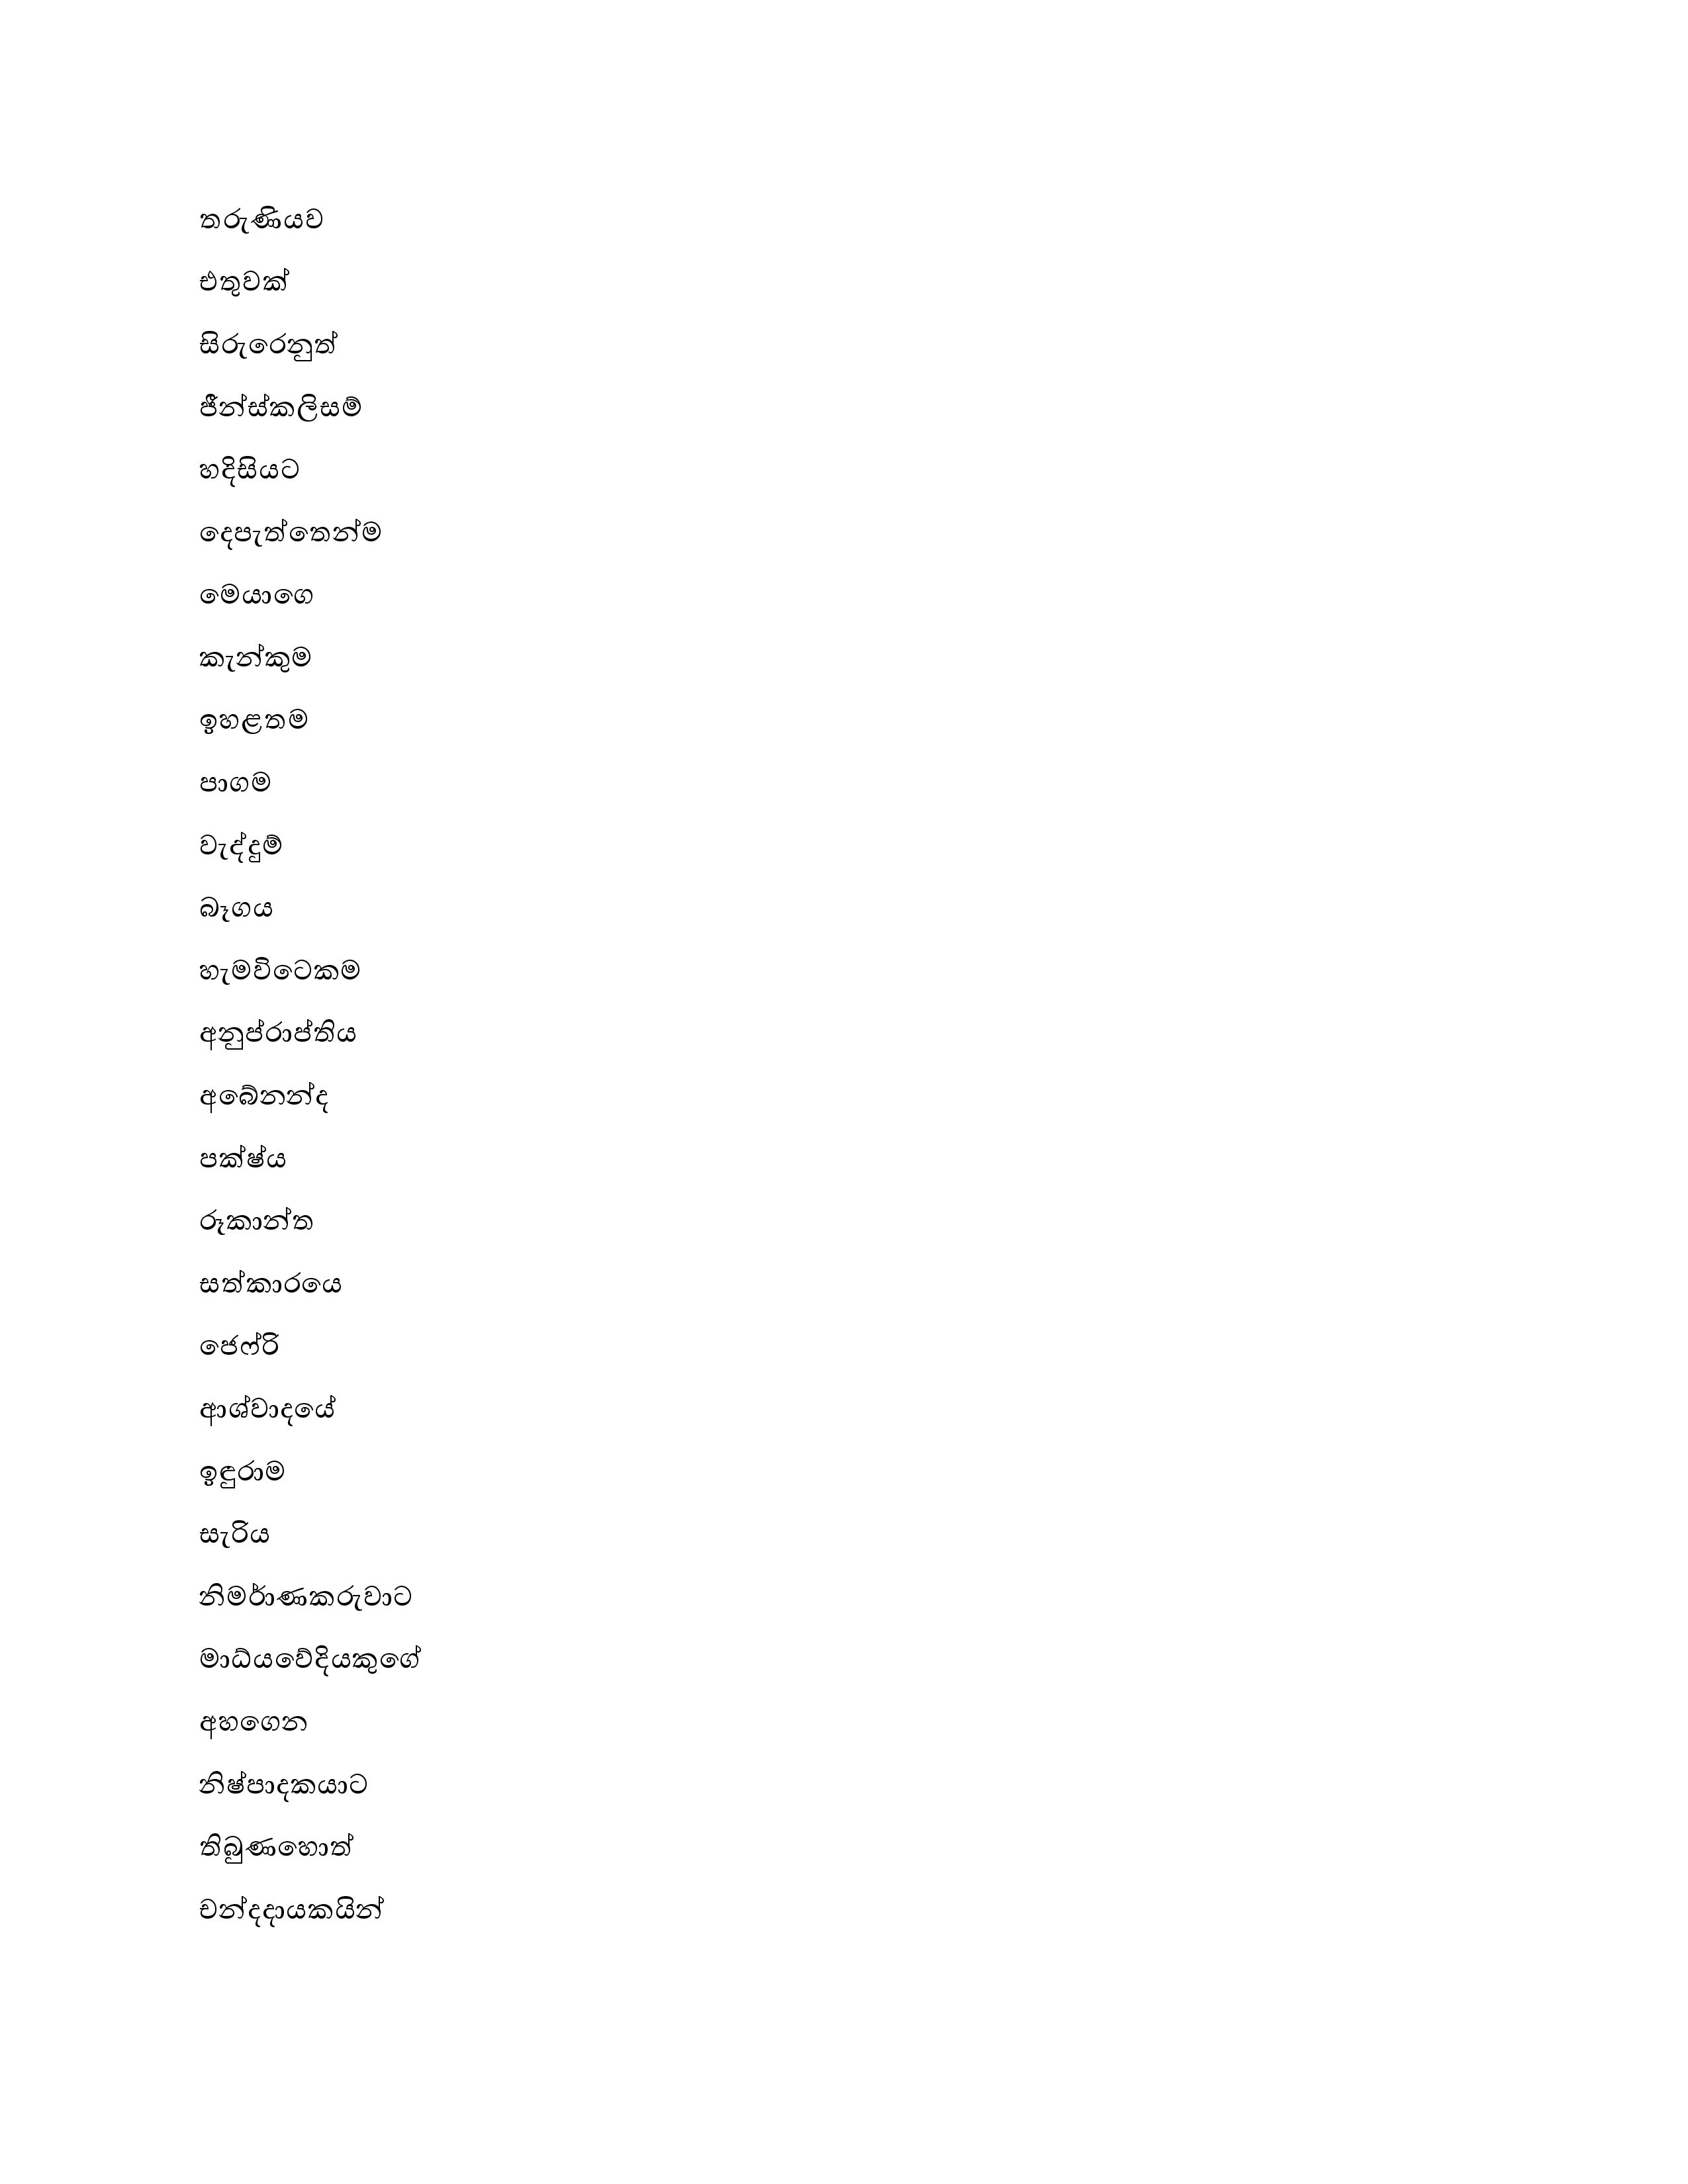 තරුණියව
එතුවක්
සිරුරෙනුත්
ජීන්ස්කලිසම්
හදිසියට
දෙපැත්තෙන්ම
මෙයාගෙ
කැන්කුම
ඉහළතම
පාගම
වැද්දුම්
බෑගය
හැමවිටෙකම
අනුප්රාප්තිය
අබේනන්ද
පක්ෂ්ය
රූකාන්ත
සත්කාරයෙ
ජෙෆ්රි
ආශ්වාදයේ
ඉඳුරාම
සැරිය
නිර්මාණකරුවාට
මාධ්යවේදියකුගේ
අහගෙන
නිෂ්පාදකයාට
තිබුණහොත්
චන්දදායකයින්